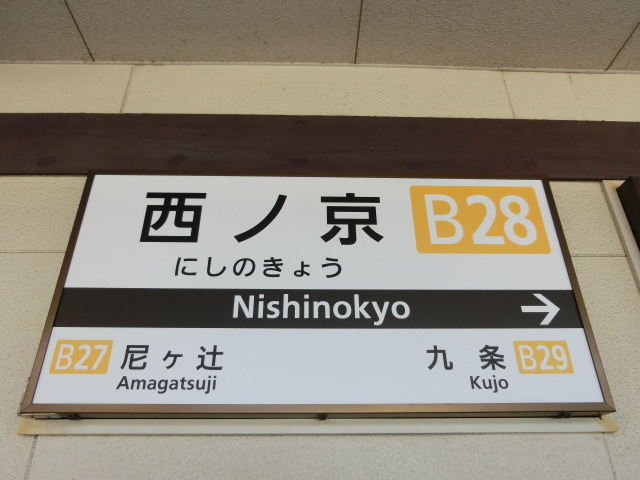 西ノ京 B28
にしのきょう
Nishinokyo →
B27 尼ヶ辻 九条 B29
Amagatsuji Kujo